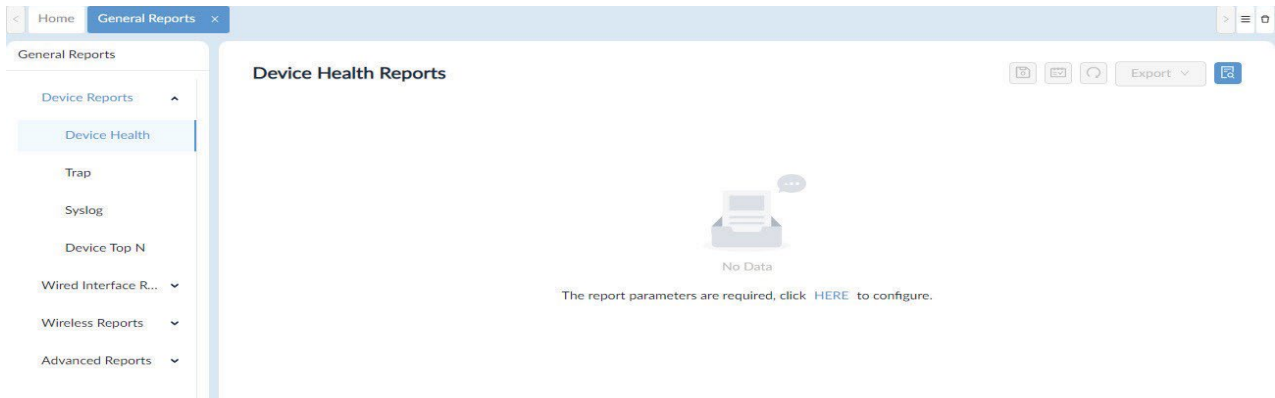 Home
General Reports
General Reports
Device Reports
Device Health
Trap
Syslog
Device Top N
Wired Interface R...
Wireless Reports
Advanced Reports
Device Health Reports
Export
No Data
The report parameters are required, click HERE to configure.